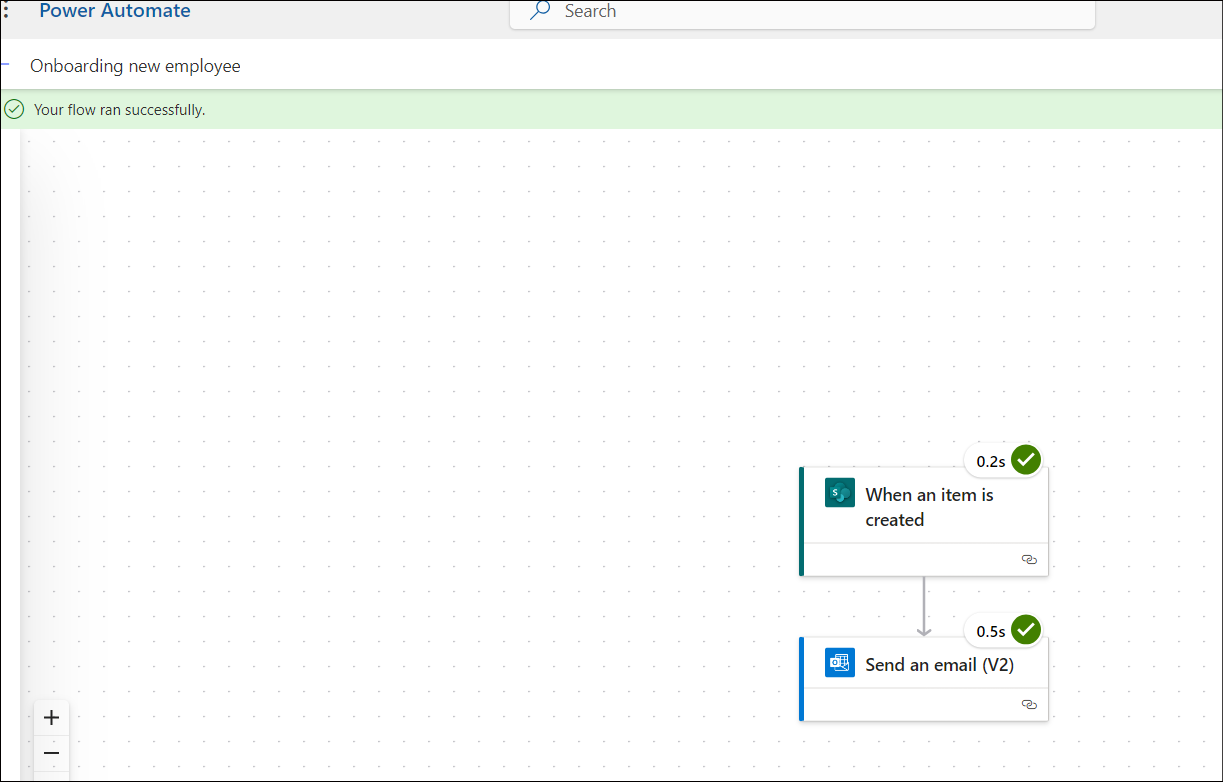 Power Automate
Search
Onboarding new employee
Your flow ran successfully.
0.2s
When an item is
created
0.5s
Send an email (V2)